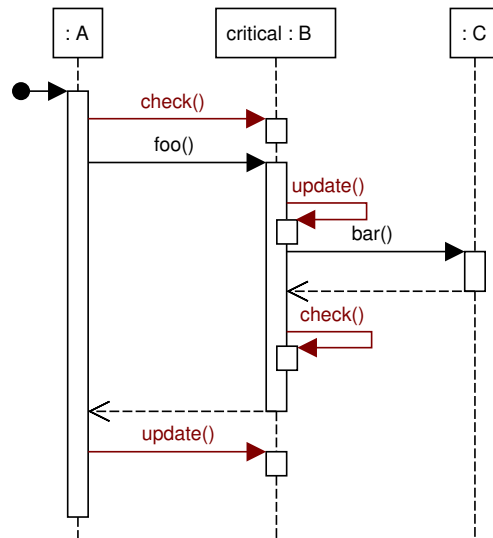 : A
critical : B
: C
check()
foo()
update()
bar()
check()
update()